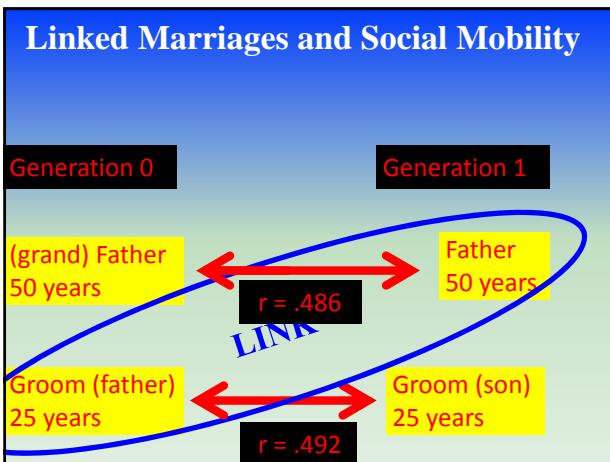 Linked Marriages and Social Mobility
Generation 0
Generation 1
(grand) Father
50 years
Father
50 years
r = .486
LINK
Groom (father)
25 years
Groom (son)
25 years
r = .492